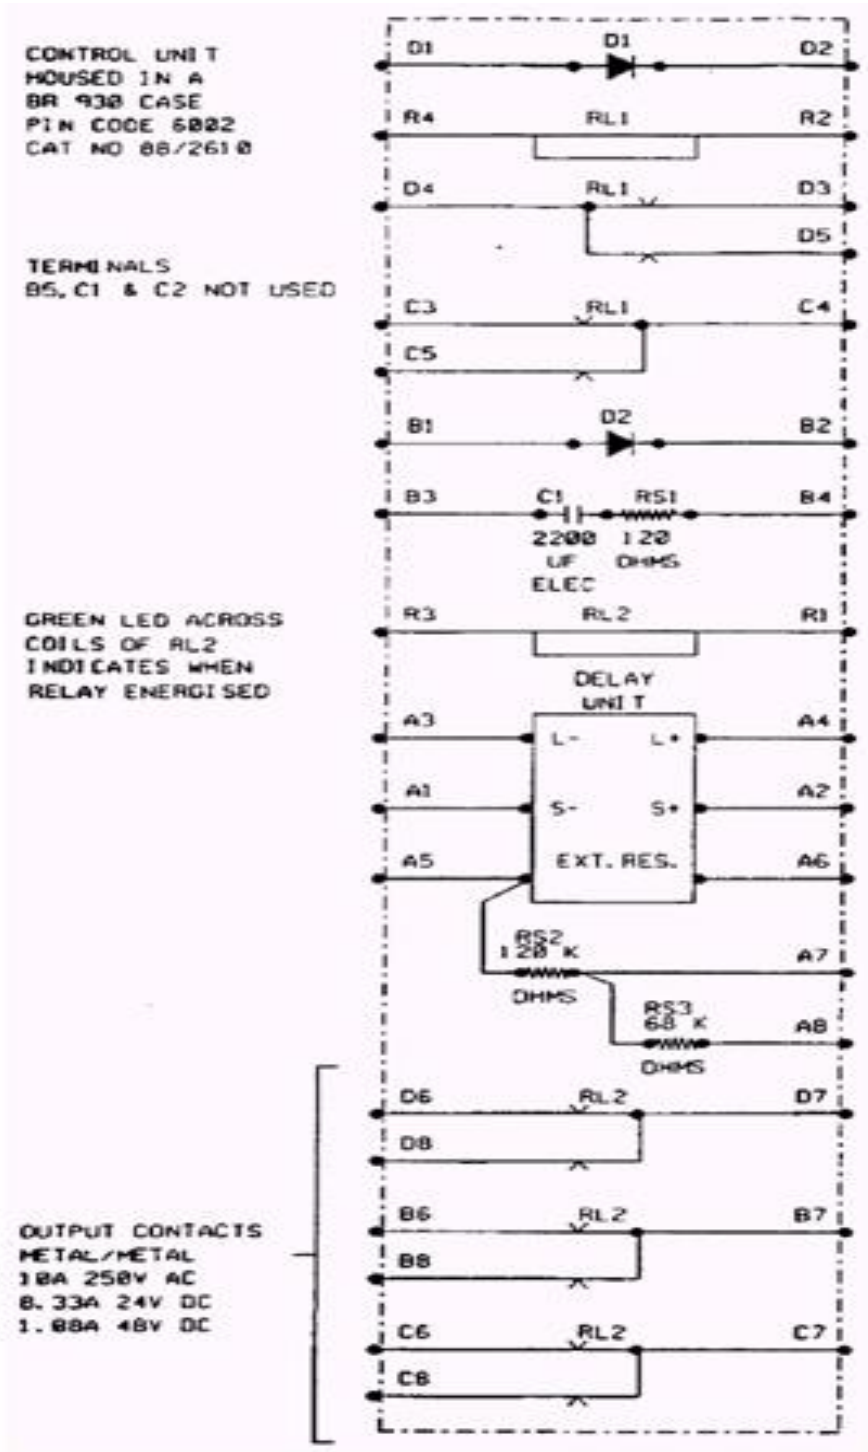 CONTROL UNIT
HOUSED IN A
BR 930 CASE
PIN CODE 6002
CAT NO 88/2610
D1 D1 D2
R4 RL1 R2
D4 RL1 D3
D5
TERMINALS
B5,C1 & C2 NOT USED
C3 RL1 C4
C5
B1 D2 B2
B3 C1 RS1 B4
2200 120
UF OHMS
ELEC
GREEN LED ACROSS
COILS OF RL2
INDICATES WHEN
RELAY ENERGISED
R3 RL2 R1
DELAY
UNIT
A3 L- L+ A4
A1 S- S+ A2
A5 EXT.RES. A6
RS2
120 K
OHMS
A7
RS3
68 K
OHMS
A8
D6 RL2 D7
D8
OUTPUT CONTACTS
METAL/METAL
10A 250V AC
8.33A 24V DC
1.88A 48V DC
B6 RL2 B7
B8
C6 RL2 C7
C8